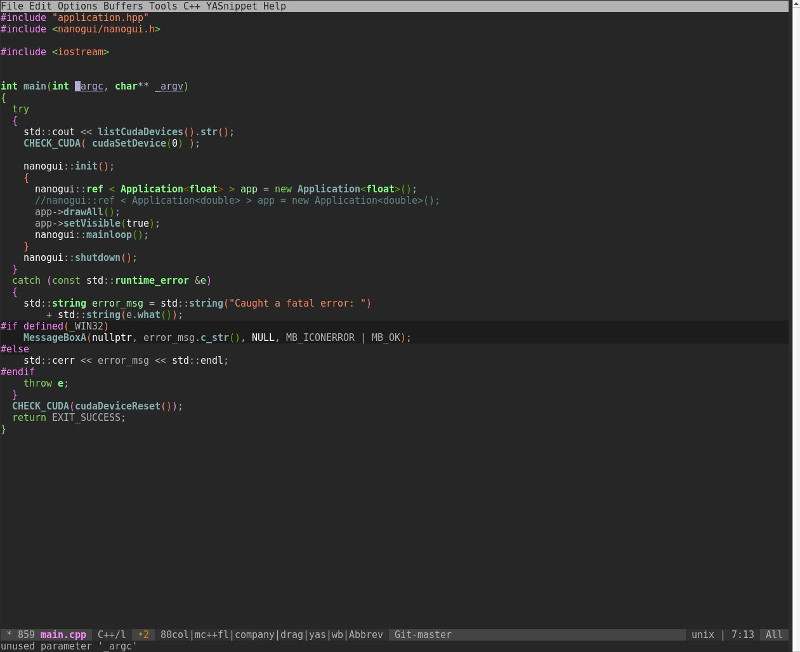 File Edit Options Buffers Tools C++ YASnippet Help
#include "application.hpp"
#include <nanogui/nanogui.h>
#include <iostream>
int main(int _argc, char** _argv)
{
  try
  {
    std::cout << listCudaDevices().str();
    CHECK_CUDA( cudaSetDevice(0) );
    nanogui::init();
    {
      nanogui::ref < Application<float> > app = new Application<float>();
      //nanogui::ref < Application<double> > app = new Application<double>();
      app->drawAll();
      app->setVisible(true);
      nanogui::mainloop();
    }
    nanogui::shutdown();
  }
  catch (const std::runtime_error &e)
  {
    std::string error_msg = std::string("Caught a fatal error: ")
        + std::string(e.what());
#if defined(_WIN32)
    MessageBoxA(nullptr, error_msg.c_str(), NULL, MB_ICONERROR | MB_OK);
#else
    std::cerr << error_msg << std::endl;
#endif
    throw e;
  }
  CHECK_CUDA(cudaDeviceReset());
  return EXIT_SUCCESS;
}
* 859 main.cpp C++/l •2 80col|mc++fl|company|drag|yas|wb|Abbrev Git-master unix | 7:13 All
unused parameter '_argc'